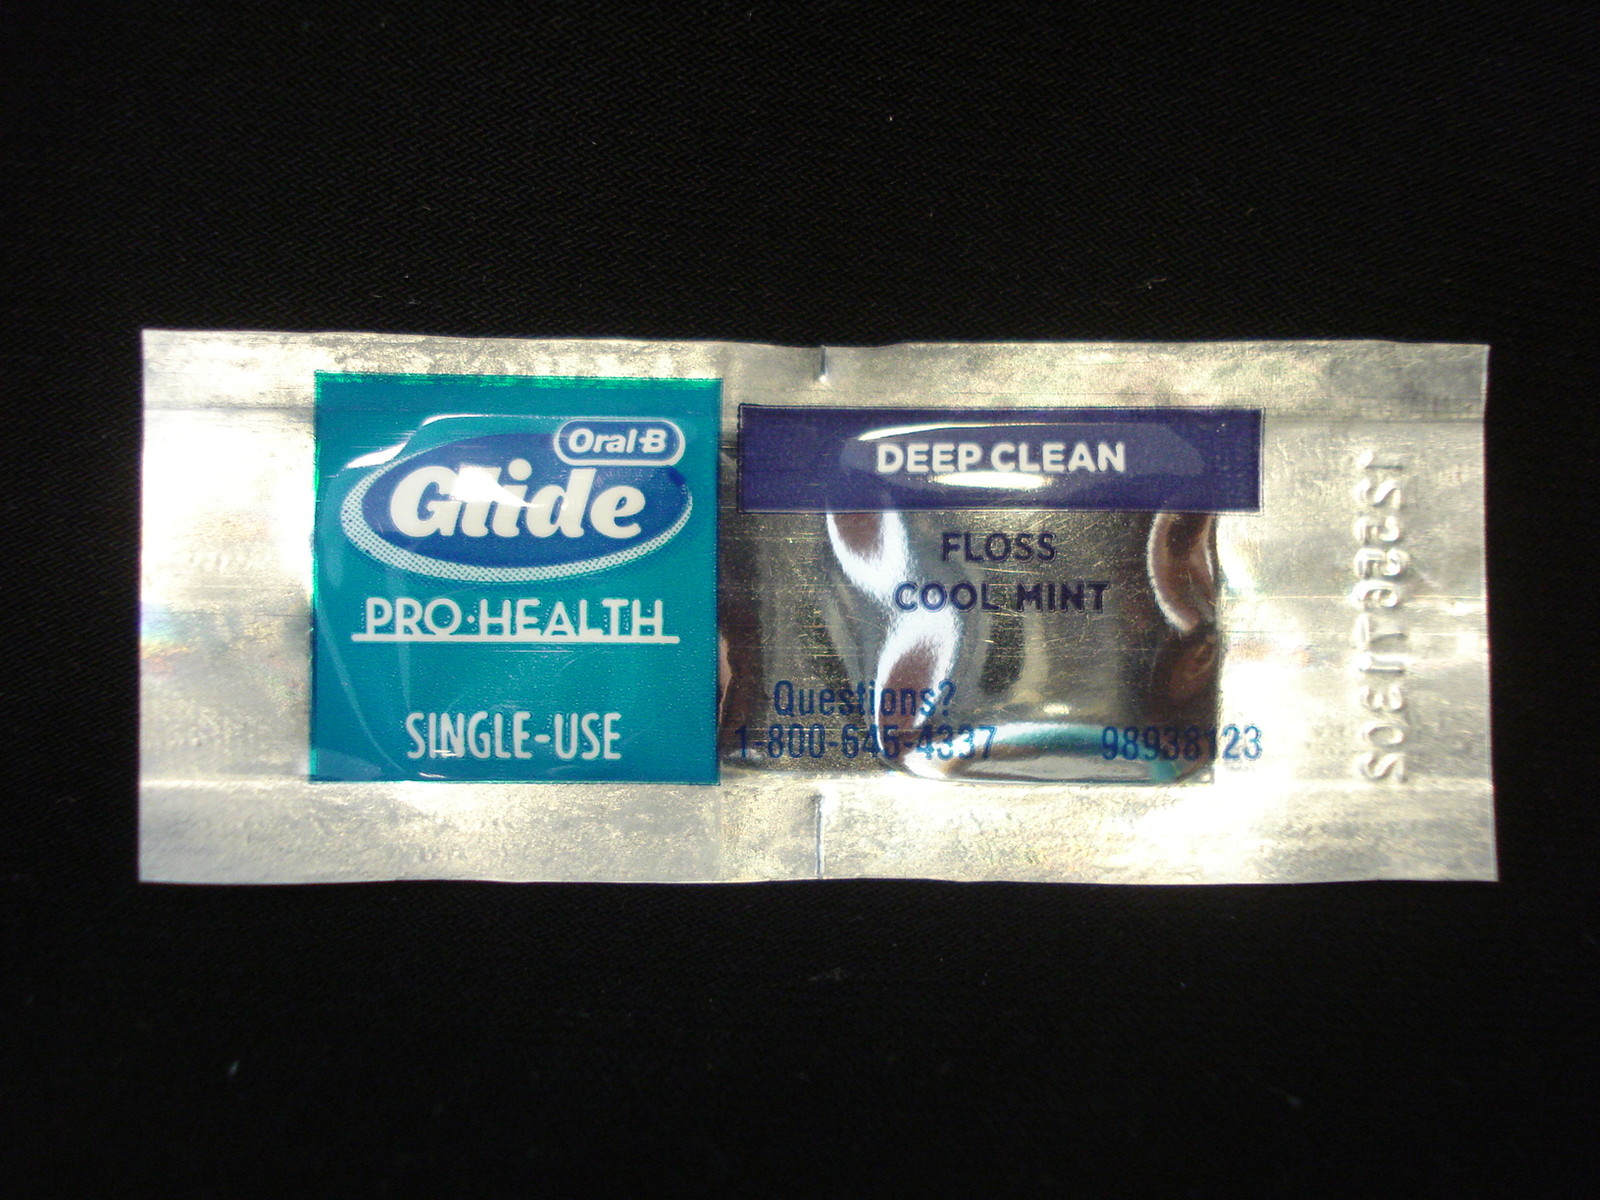 Oral-B
Glide
PRO-HEALTH
SINGLE-USE
DEEP CLEAN
FLOSS
COOL MINT
Questions?
1-800-645-4337
98938123